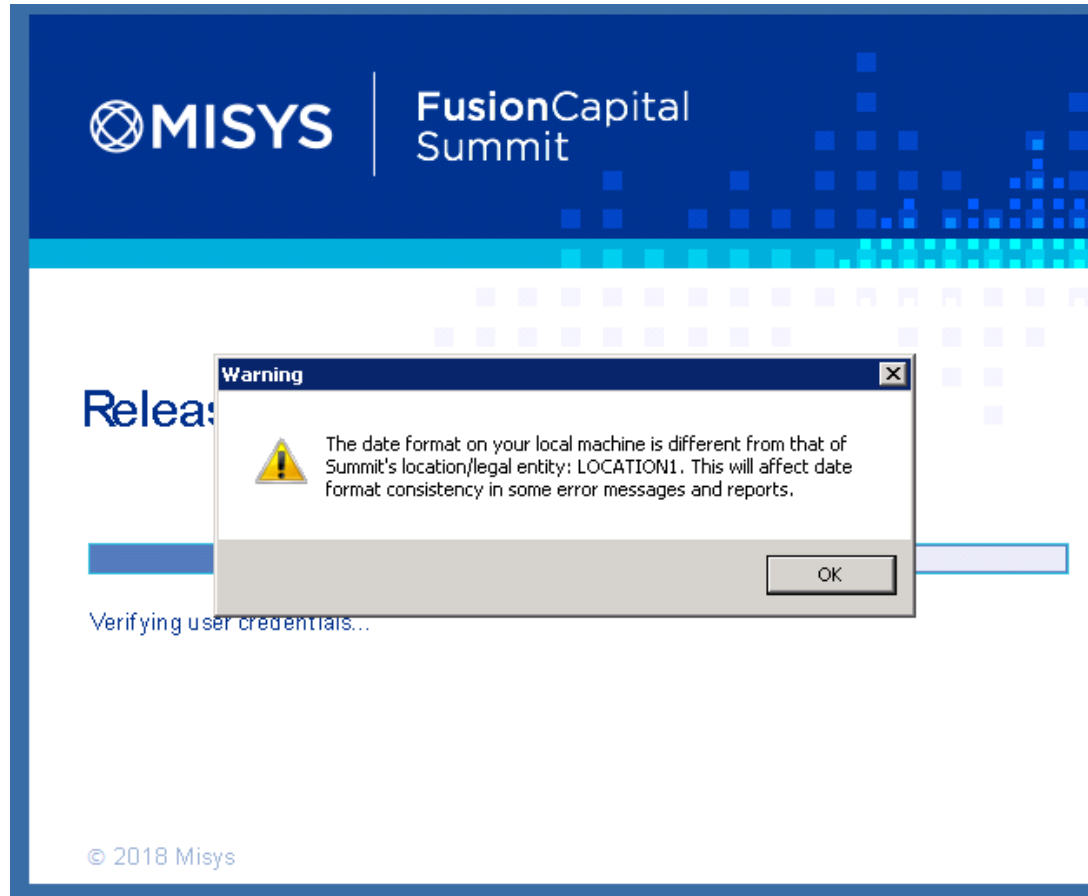 MISYS
FusionCapital
Summit
Warning
The date format on your local machine is different from that of
Summit's location/legal entity: LOCATION1. This will affect date
format consistency in some error messages and reports.
OK
Verifying user credentials...
© 2018 Misys